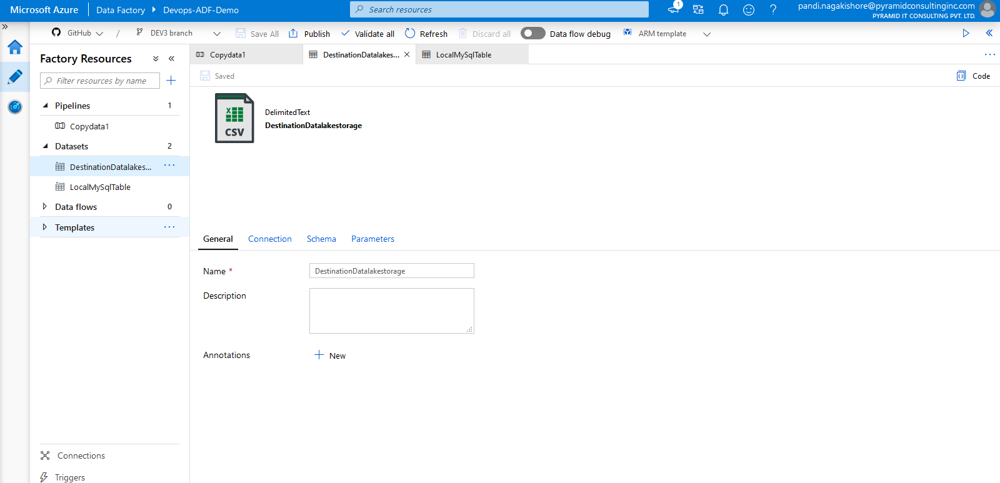 Microsoft Azure
Data Factory
Devops-ADF-Demo
Search resources
1
?
pandi.nagakishore@pyramidconsultinginc.com
PYRAMID IT CONSULTING PVT. LTD.
»
GitHub
/
DEV3 branch
Save All
Publish
Validate all
Refresh
Discard all
Data flow debug
ARM template
«
Factory Resources
«
Filter resources by name
Pipelines 1
Copydata1
Datasets 2
DestinationDatalakes... ...
LocalMySqlTable
Data flows 0
Templates ...
Connections
Triggers
Copydata1
DestinationDatalakes...
LocalMySqlTable
...
Saved
Code
X
CSV
DelimitedText
DestinationDatalakestorage
General
Connection
Schema
Parameters
Name *
DestinationDatalakestorage
Description
Annotations
New